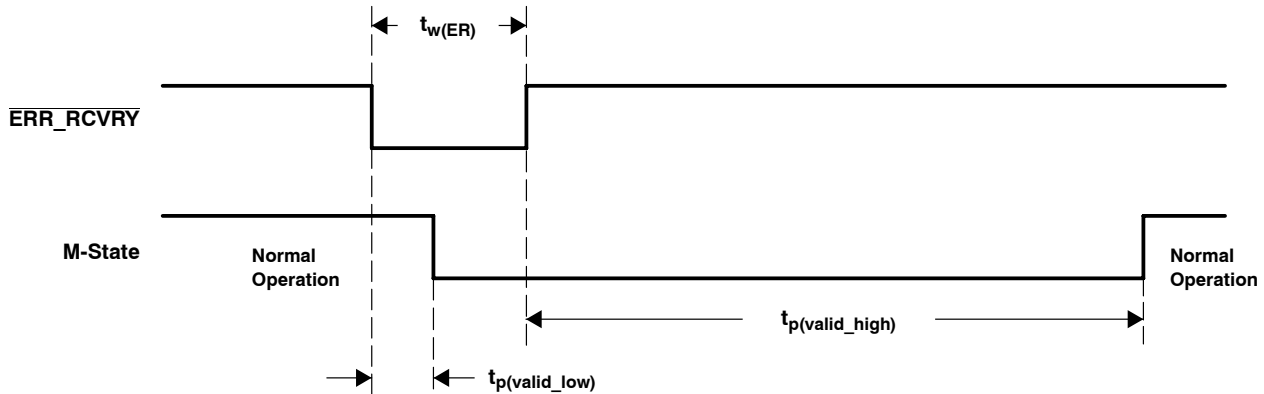 tw(ER)
ERR_RCVRY
M-State
Normal
Operation
Normal
Operation
tp(valid_high)
tp(valid_low)